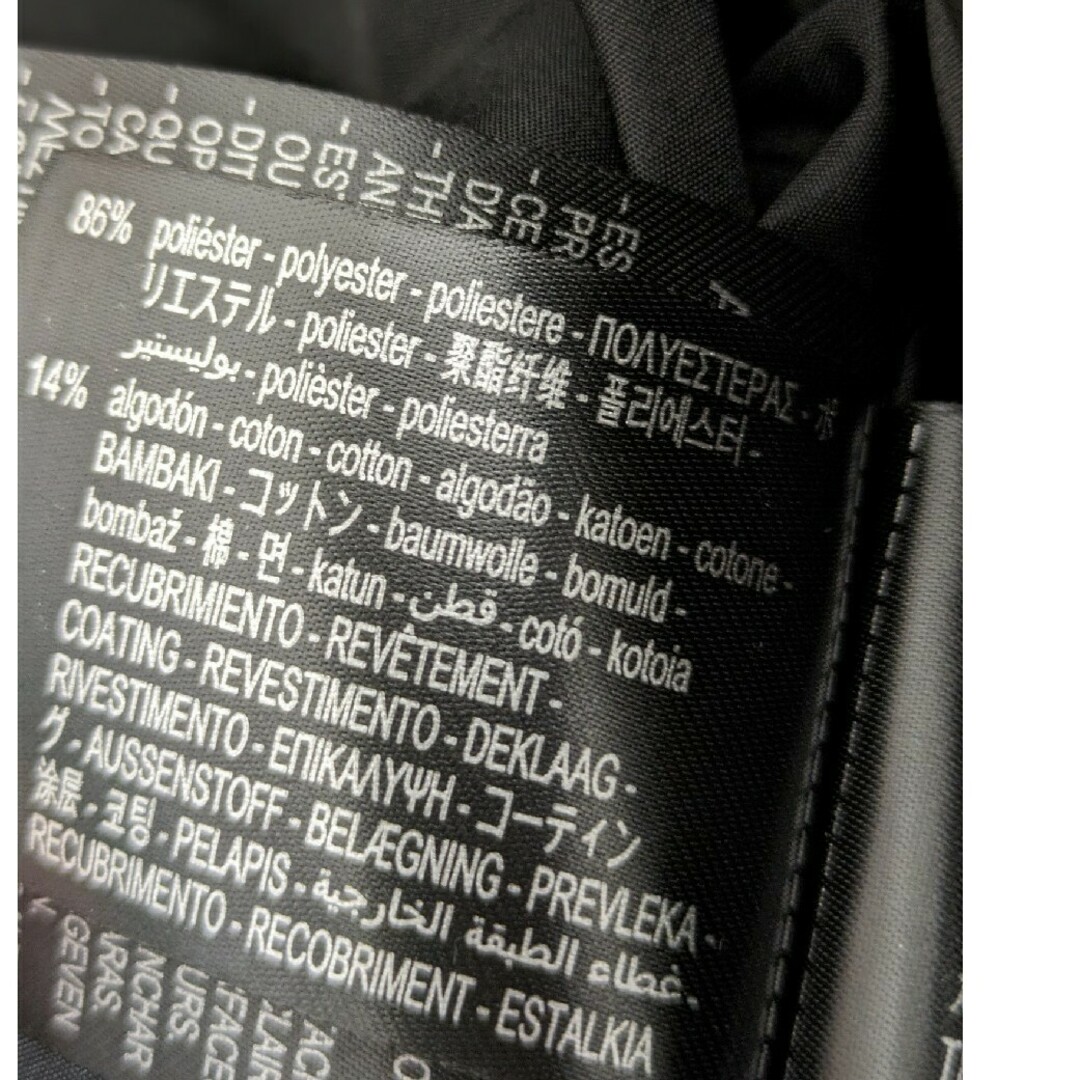 86% poliéster - polyester - poliestere - ΠΟΛΥΕΣΤΕΡΑΣ - ポ
リエステル - poliester - 聚酯纤维 - 폴리에스터 -
بوليستير - polièster - poliesterra
14% algodón - coton - cotton - algodão - katoen - cotone -
BAMBAKI - コットン - baumwolle - bomuld -
bombaž - 棉 - 면 - katun - قطن - cotó - kotoia
RECUBRIMIENTO - REVÊTEMENT -
COATING - REVESTIMENTO - DEKLAAG -
RIVESTIMENTO - ΕΠΙΚΑΛΥΨΗ - コーティン
グ - AUSSENSTOFF - BELÆGNING - PREVLEKA -
涂层 - 코팅 - PELAPIS - غطاء الطبقة الخارجية -
RECUBRIMENTO - RECOBRIMENT - ESTALKIA